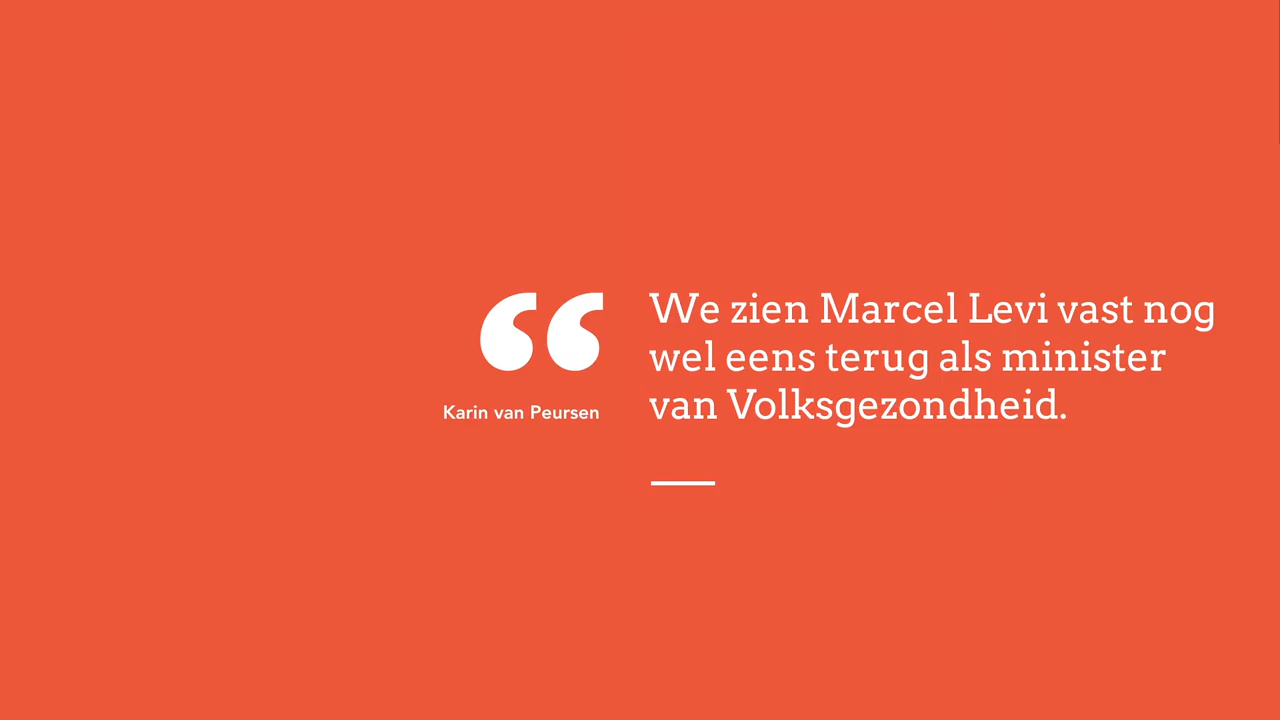 “
Karin van Peursen
We zien Marcel Levi vast nog
wel eens terug als minister
van Volksgezondheid.